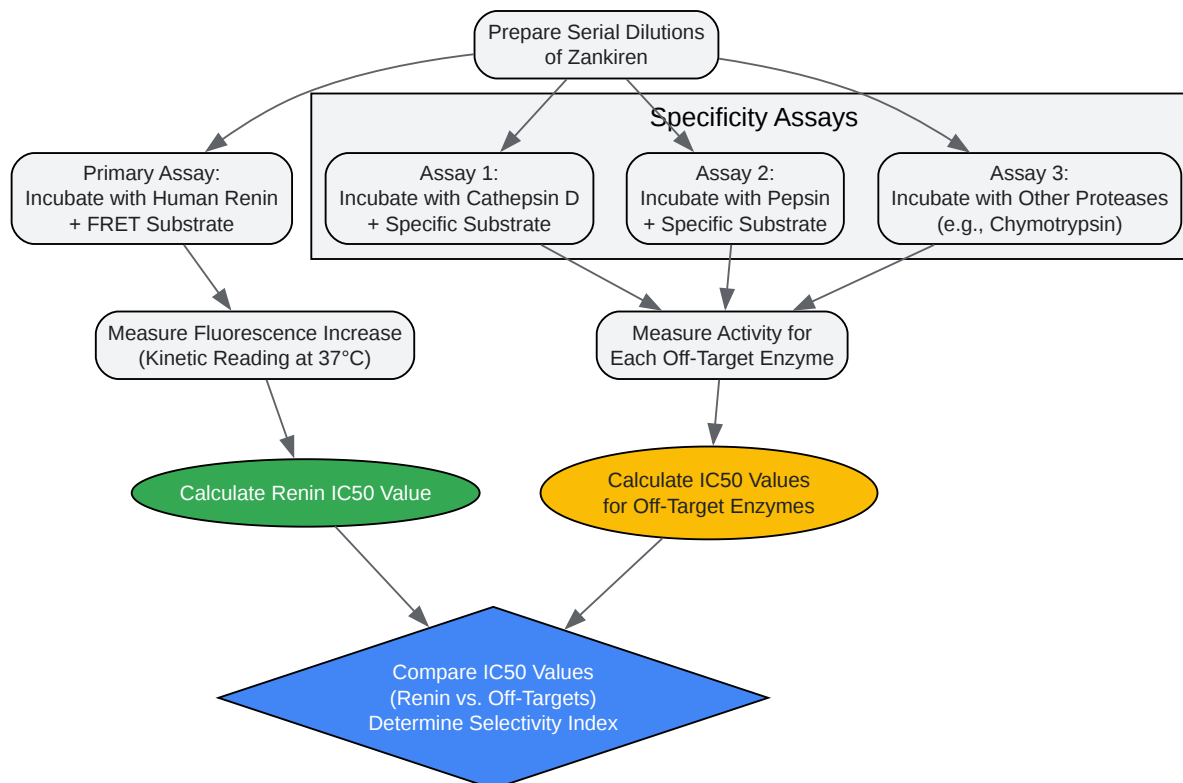 Prepare Serial Dilutions
of Zankiren
Specificity Assays
Primary Assay:
Incubate with Human Renin
+ FRET Substrate
Assay 1:
Incubate with Cathepsin D
+ Specific Substrate
Assay 2:
Incubate with Pepsin
+ Specific Substrate
Assay 3:
Incubate with Other Proteases
(e.g., Chymotrypsin)
Measure Fluorescence Increase
(Kinetic Reading at 37°C)
Measure Activity for
Each Off-Target Enzyme
Calculate Renin IC50 Value
Calculate IC50 Values
for Off-Target Enzymes
Compare IC50 Values
(Renin vs. Off-Targets)
Determine Selectivity Index